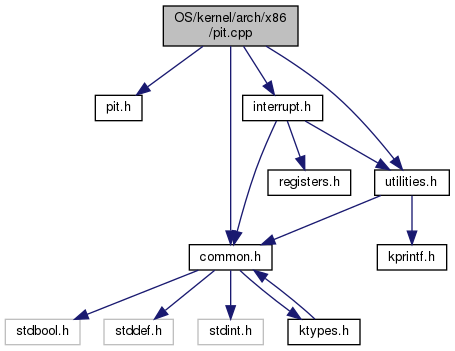 OS/kernel/arch/x86
/pit.cpp
pit.h
interrupt.h
registers.h
utilities.h
common.h
kprintf.h
stdbool.h
stddef.h
stdint.h
ktypes.h